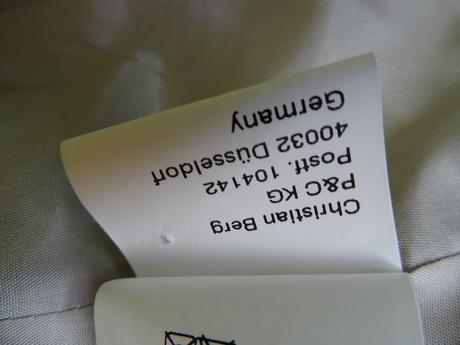 Christian Berg
P&C KG
Postf. 104142
40032 Düsseldorf
Germany